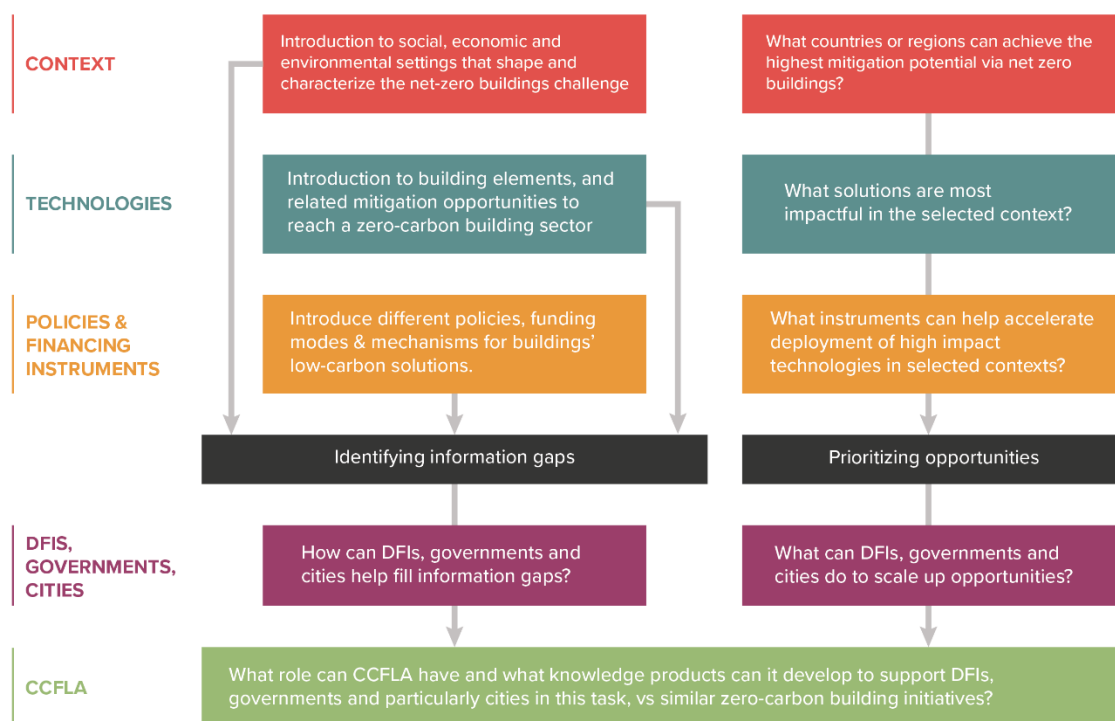 CONTEXT
Introduction to social, economic and
environmental settings that shape and
characterize the net-zero buildings challenge
What countries or regions can achieve the
highest mitigation potential via net zero
buildings?
TECHNOLOGIES
Introduction to building elements, and
related mitigation opportunities to
reach a zero-carbon building sector
What solutions are most
impactful in the selected context?
POLICIES &
FINANCING
INSTRUMENTS
Introduce different policies, funding
modes & mechanisms for buildings’
low-carbon solutions.
What instruments can help accelerate
deployment of high impact
technologies in selected contexts?
Identifying information gaps
Prioritizing opportunities
DFIS,
GOVERNMENTS,
CITIES
How can DFIs, governments and
cities help fill information gaps?
What can DFIs, governments and
cities do to scale up opportunities?
CCFLA
What role can CCFLA have and what knowledge products can it develop to support DFIs,
governments and particularly cities in this task, vs similar zero-carbon building initiatives?